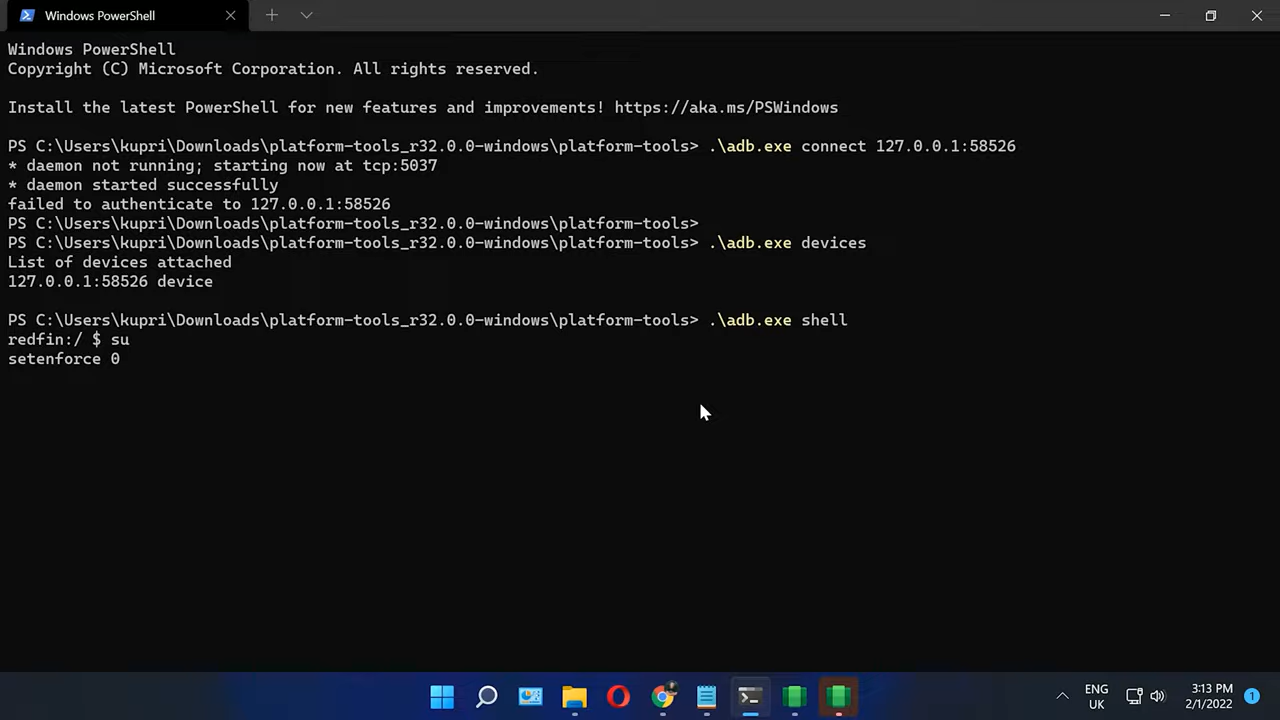 Windows PowerShell
Windows PowerShell
Copyright (C) Microsoft Corporation. All rights reserved.
Install the latest PowerShell for new features and improvements! https://aka.ms/PSWindows
PS C:\Users\kupri\Downloads\platform-tools_r32.0.0-windows\platform-tools> .\adb.exe connect 127.0.0.1:58526
* daemon not running; starting now at tcp:5037
* daemon started successfully
failed to authenticate to 127.0.0.1:58526
PS C:\Users\kupri\Downloads\platform-tools_r32.0.0-windows\platform-tools>
PS C:\Users\kupri\Downloads\platform-tools_r32.0.0-windows\platform-tools> .\adb.exe devices
List of devices attached
127.0.0.1:58526 device
PS C:\Users\kupri\Downloads\platform-tools_r32.0.0-windows\platform-tools> .\adb.exe shell
redfin:/ $ su
setenforce 0
ENG
UK
3:13 PM
2/1/2022
1